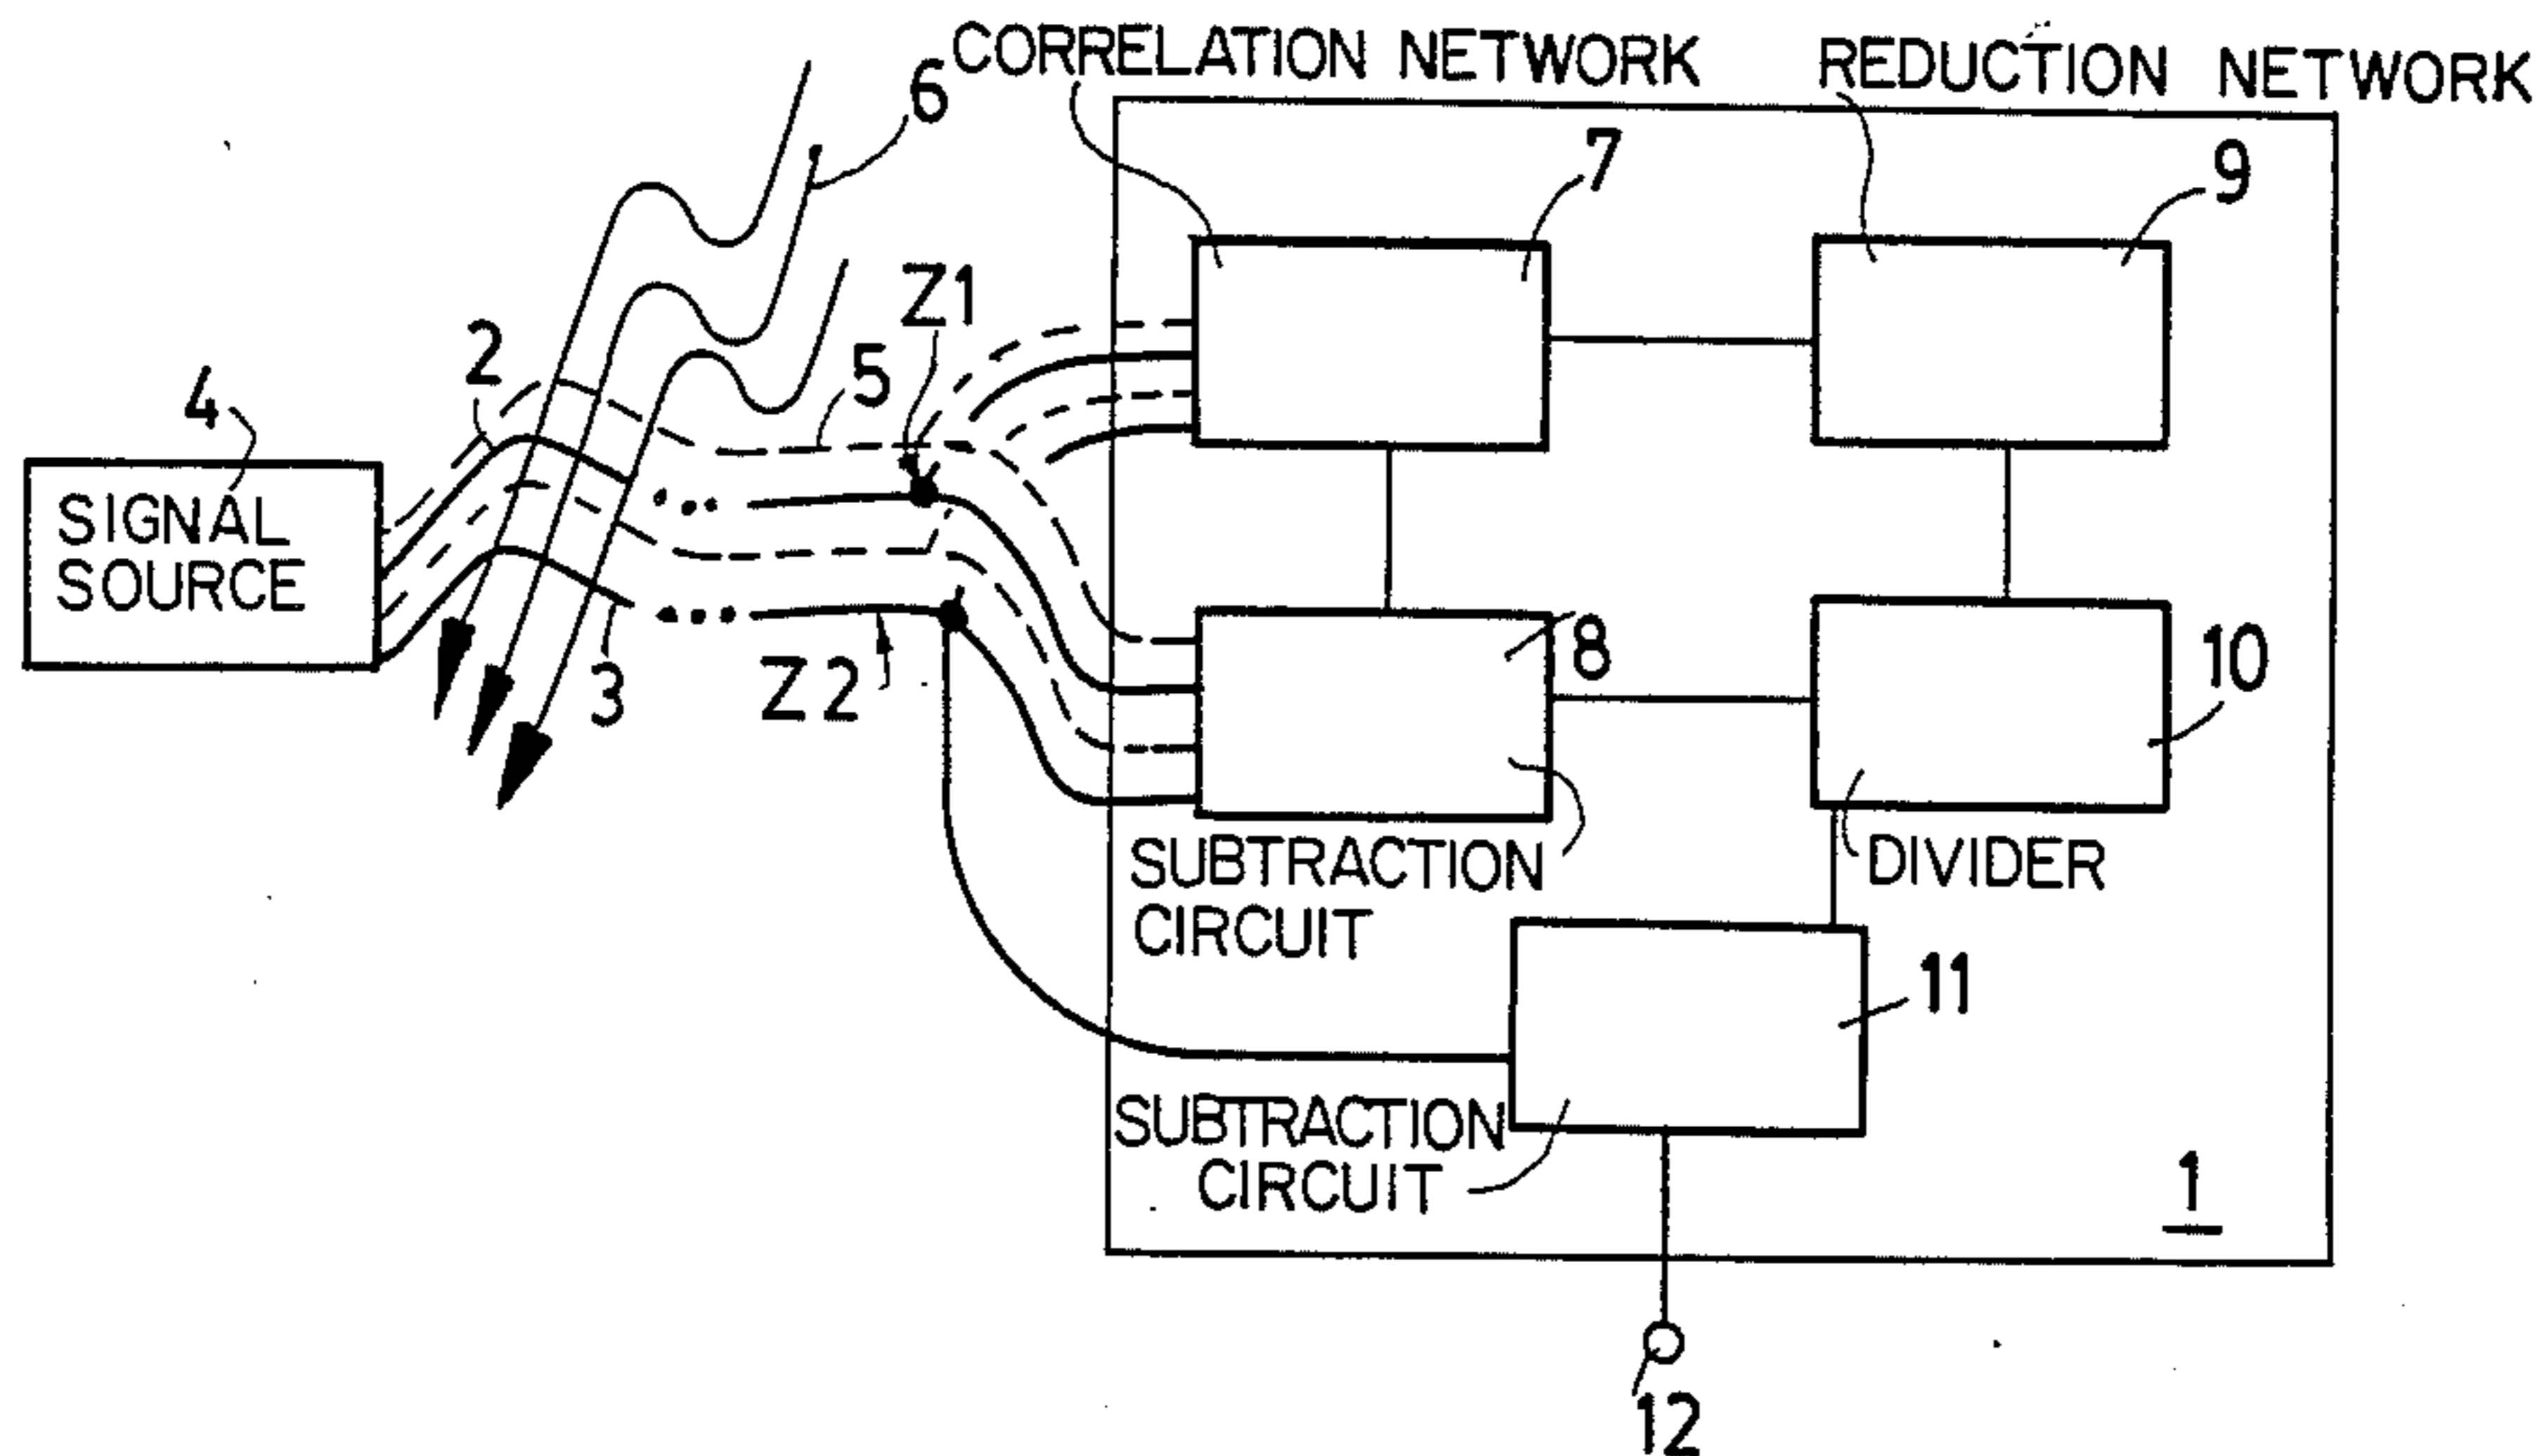 CORRELATION NETWORK
REDUCTION NETWORK
6
7
9
Z1
2
5
4
SIGNAL
SOURCE
8
10
3
Z2
SUBTRACTION
CIRCUIT
DIVIDER
11
SUBTRACTION
CIRCUIT
1
12